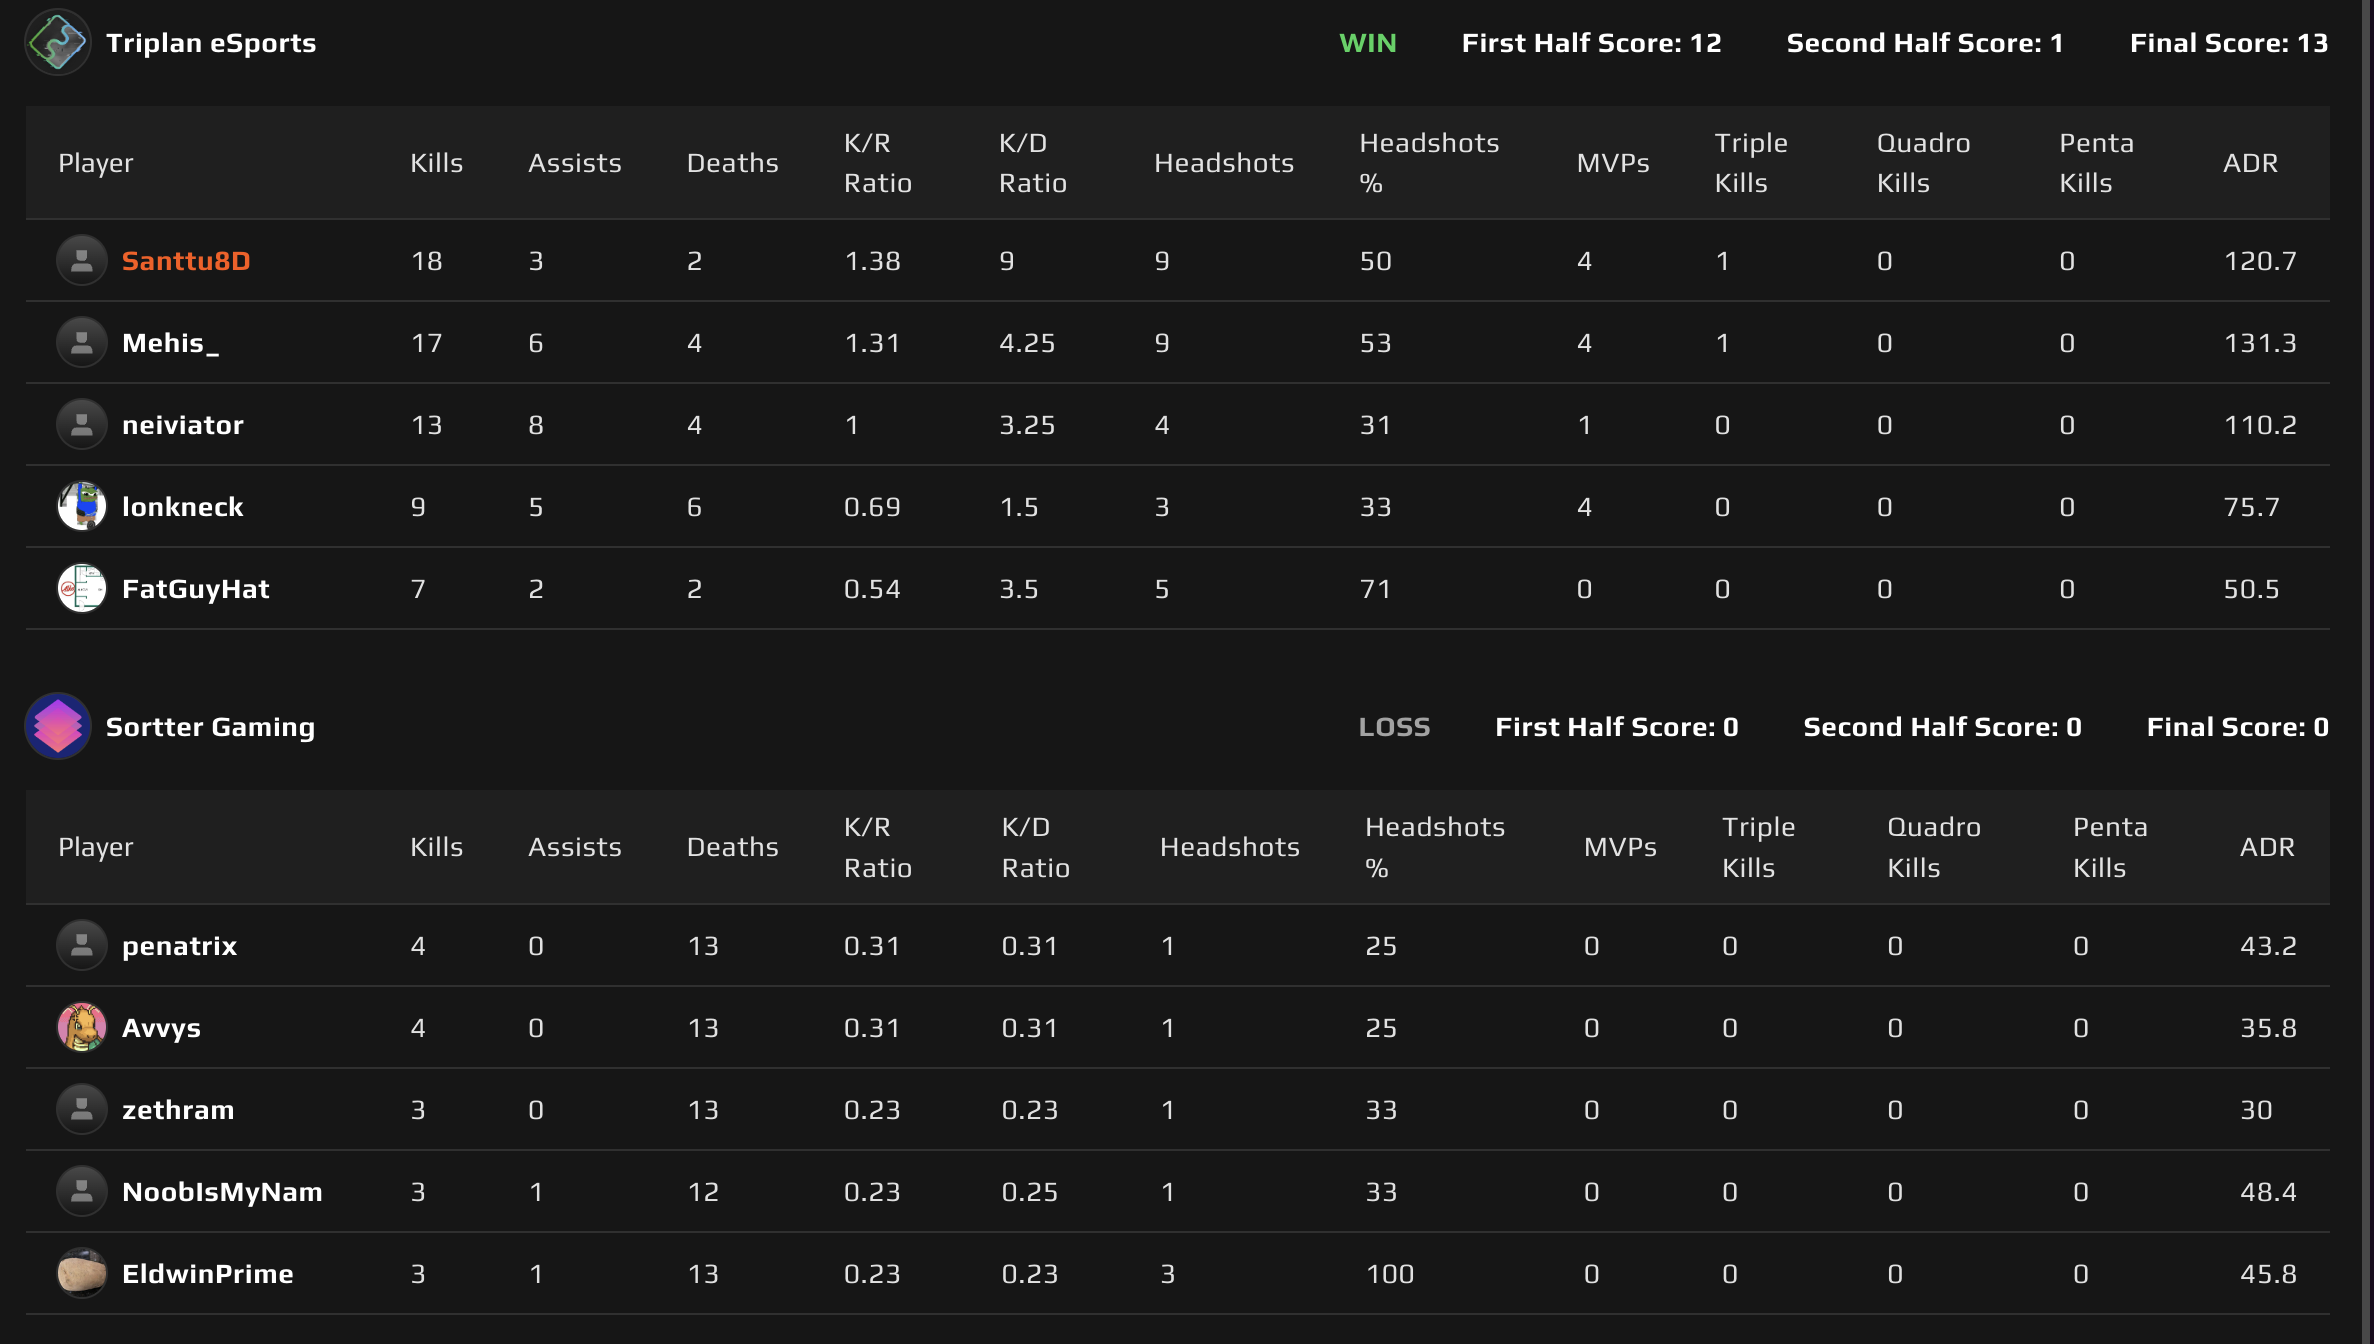 Triplan eSports WIN First Half Score: 12 Second Half Score: 1 Final Score: 13
Player Kills Assists Deaths K/R Ratio K/D Ratio Headshots Headshots % MVPs Triple Kills Quadro Kills Penta Kills ADR
Santtu8D 18 3 2 1.38 9 9 50 4 1 0 0 120.7
Mehis_ 17 6 4 1.31 4.25 9 53 4 1 0 0 131.3
neiviator 13 8 4 1 3.25 4 31 1 0 0 0 110.2
lonkneck 9 5 6 0.69 1.5 3 33 4 0 0 0 75.7
FatGuyHat 7 2 2 0.54 3.5 5 71 0 0 0 0 50.5
Sortter Gaming LOSS First Half Score: 0 Second Half Score: 0 Final Score: 0
Player Kills Assists Deaths K/R Ratio K/D Ratio Headshots Headshots % MVPs Triple Kills Quadro Kills Penta Kills ADR
penatrix 4 0 13 0.31 0.31 1 25 0 0 0 0 43.2
Avvys 4 0 13 0.31 0.31 1 25 0 0 0 0 35.8
zethram 3 0 13 0.23 0.23 1 33 0 0 0 0 30
NoobIsMyNam 3 1 12 0.23 0.25 1 33 0 0 0 0 48.4
EldwinPrime 3 1 13 0.23 0.23 3 100 0 0 0 0 45.8